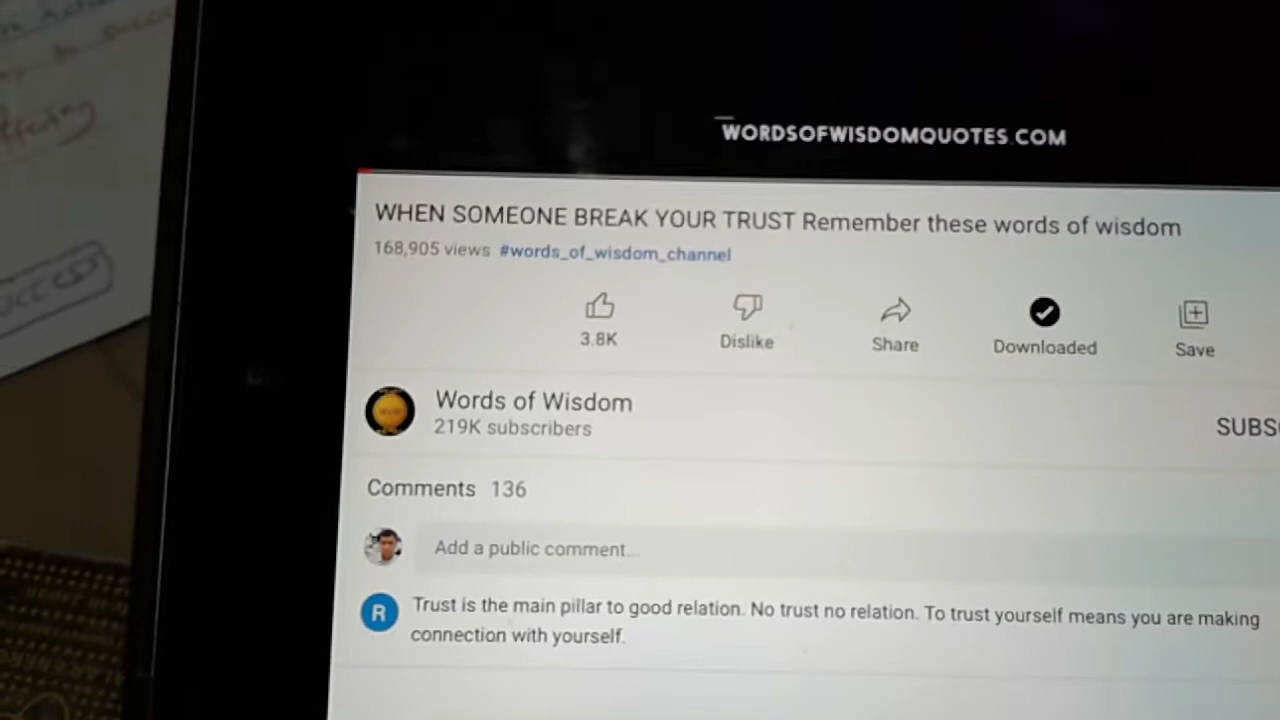 WORDSOFWISDOMQUOTES.COM
WHEN SOMEONE BREAK YOUR TRUST Remember these words of wisdom
168,905 views #words_of_wisdom_channel
3.8K Dislike Share Downloaded Save
Words of Wisdom
219K subscribers
SUBS
Comments 136
Add a public comment...
R
Trust is the main pillar to good relation. No trust no relation. To trust yourself means you are making
connection with yourself.